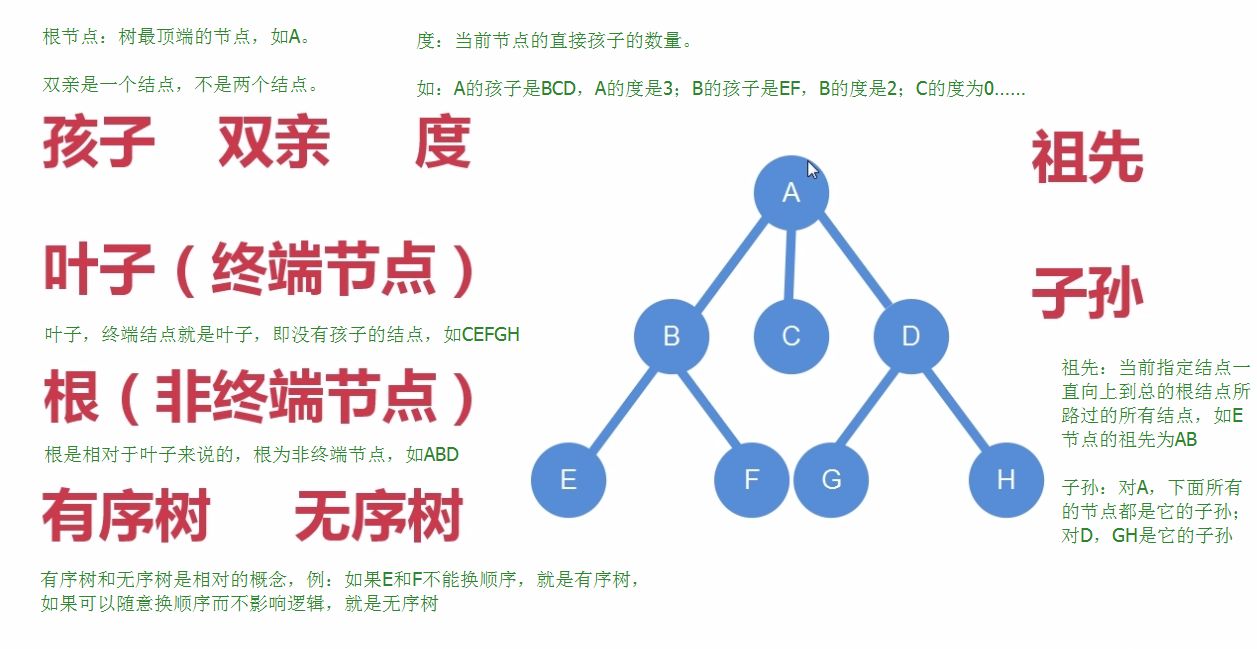 根节点：树最顶端的节点，如A。
双亲是一个结点，不是两个结点。
度：当前节点的直接孩子的数量。
如：A的孩子是BCD，A的度是3；B的孩子是EF，B的度是2；C的度为0......
孩子 双亲 度
叶子（终端节点）
叶子，终端结点就是叶子，即没有孩子的结点，如CEFGH
根（非终端节点）
根是相对于叶子来说的，根为非终端节点，如ABD
有序树 无序树
有序树和无序树是相对的概念，例：如果E和F不能换顺序，就是有序树，
如果可以随意换顺序而不影响逻辑，就是无序树
A
B C D
E F G H
祖先
子孙
祖先：当前指定结点一
直向上到总的根结点所
路过的所有结点，如E
节点的祖先为AB
子孙：对A，下面所有
的节点都是它的子孙；
对D，GH是它的子孙